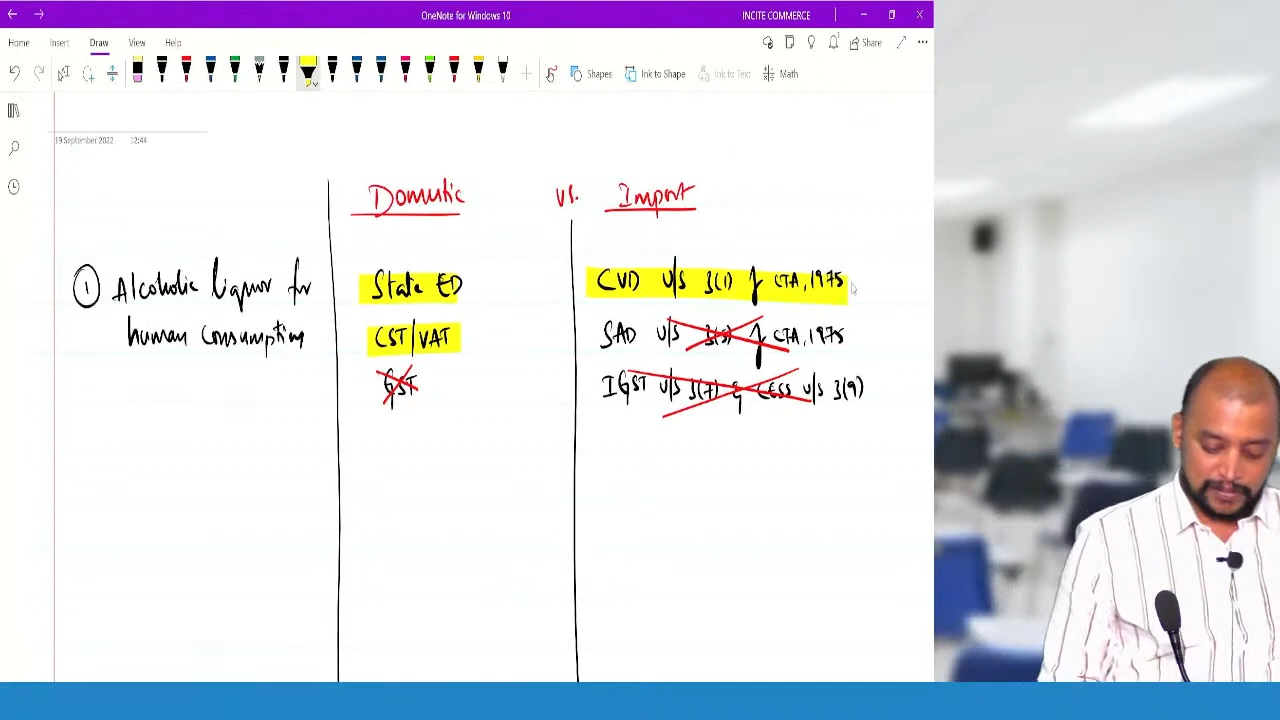 OneNote for Windows 10
INCITE COMMERCE
Home Insert Draw View Help
Share
Shapes Ink to Shape Ink to Text Math
19 September 2022 12:44
Domestic vs. Import
① Alcoholic liquor for human consumption
State ED
CST/VAT
GST
CVD u/s 3(1) of CTA, 1975
SAD u/s 3(5) of CTA, 1975
IGST u/s 3(7) & CESS u/s 3(9)